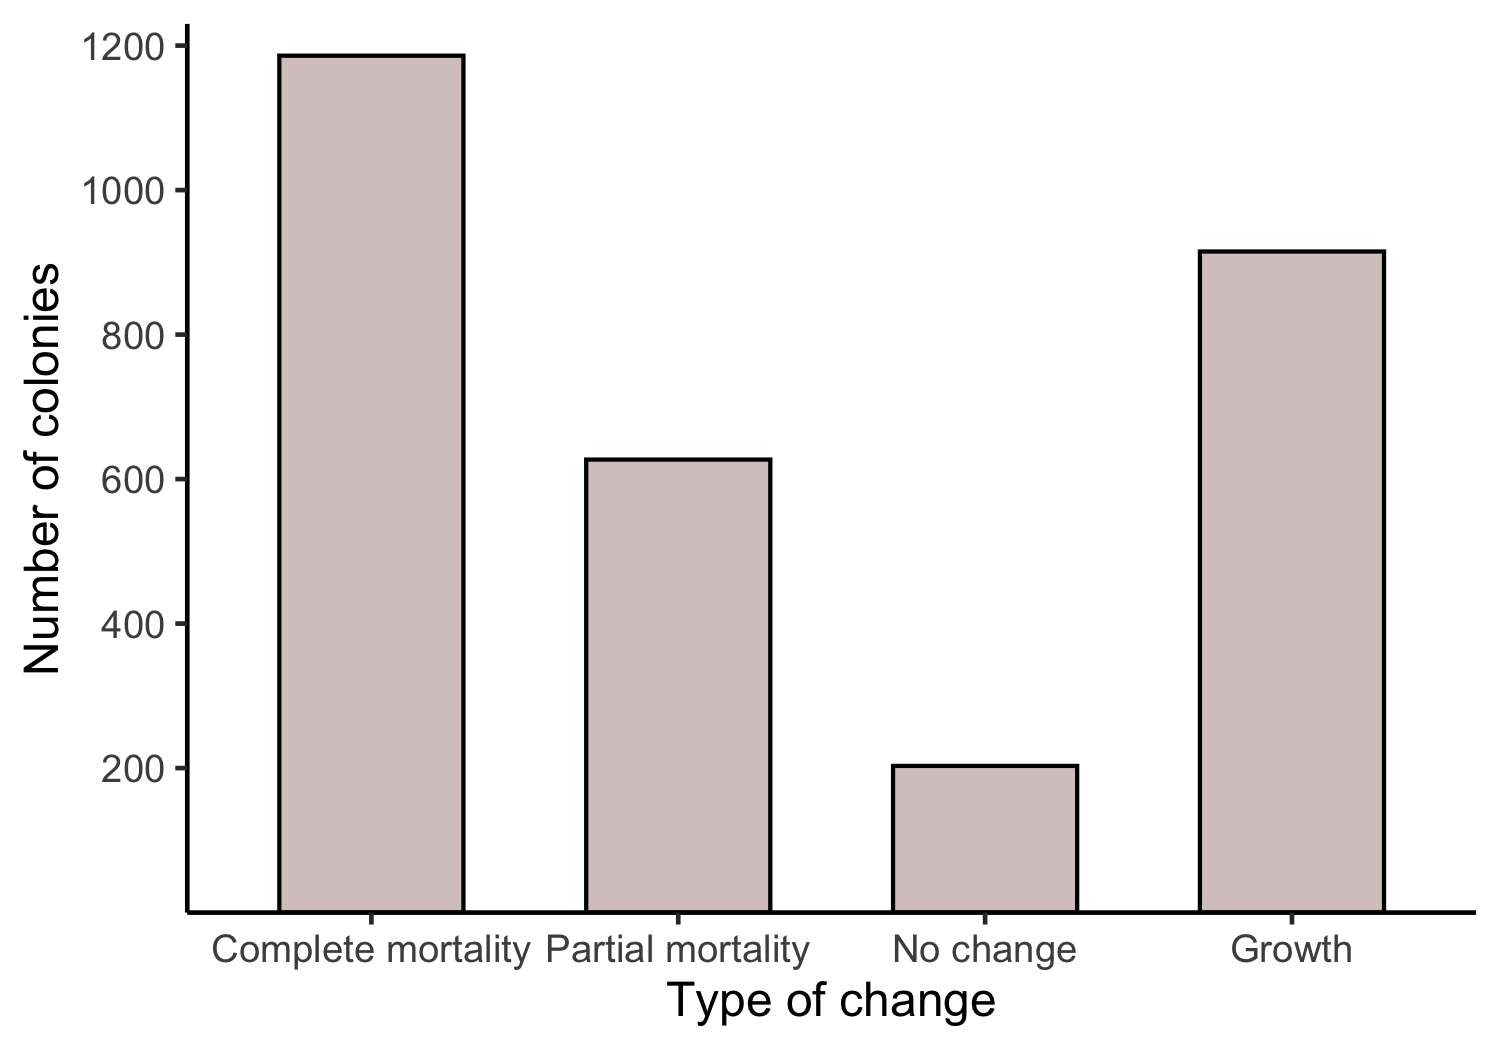 Number of colonies
1200
1000
800
600
400
200
Complete mortality Partial mortality No change Growth
Type of change